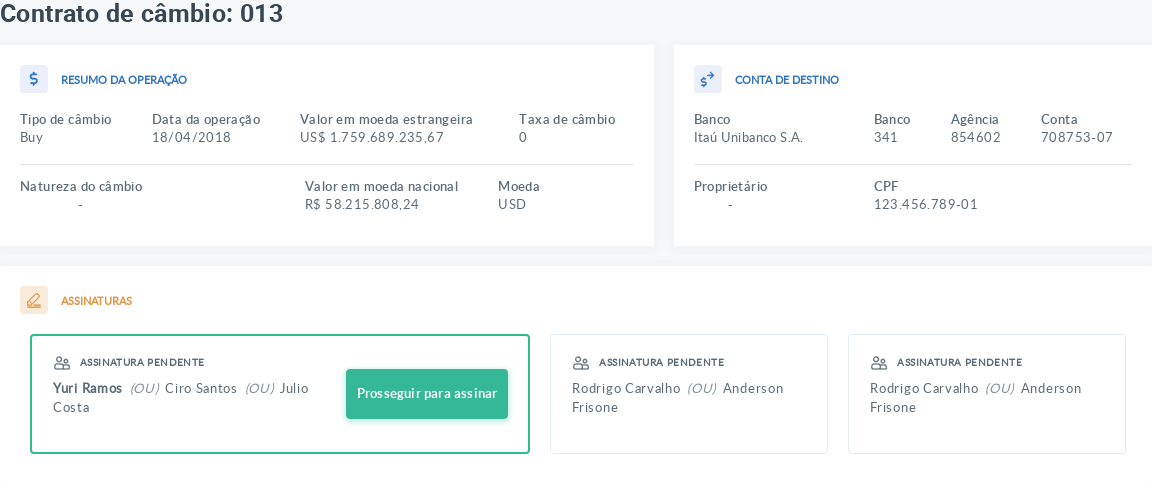 Contrato de câmbio: 013
RESUMO DA OPERAÇÃO
Tipo de câmbio Data da operação Valor em moeda estrangeira Taxa de câmbio
Buy 18/04/2018 US$ 1.759.689.235,67 0
Natureza do câmbio Valor em moeda nacional Moeda
- R$ 58.215.808,24 USD
CONTA DE DESTINO
Banco Banco Agência Conta
Itaú Unibanco S.A. 341 854602 708753-07
Proprietário CPF
- 123.456.789-01
ASSINATURAS
ASSINATURA PENDENTE
Yuri Ramos (OU) Ciro Santos (OU) Julio
Costa
Prosseguir para assinar
ASSINATURA PENDENTE
Rodrigo Carvalho (OU) Anderson
Frisone
ASSINATURA PENDENTE
Rodrigo Carvalho (OU) Anderson
Frisone